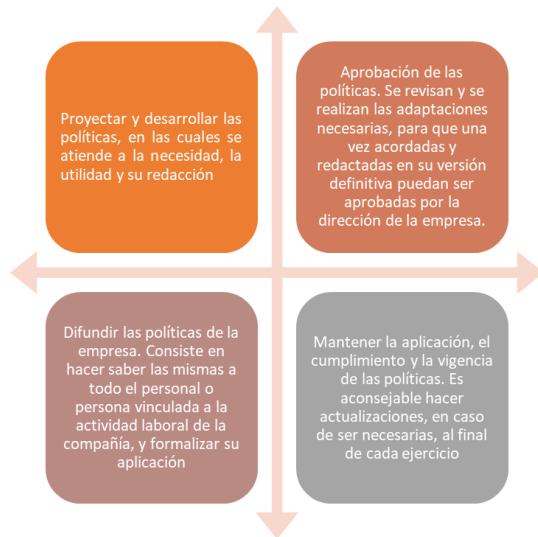 Proyectar y desarrollar las
políticas, en las cuales se
atiende a la necesidad, la
utilidad y su redacción
Aprobación de las
políticas. Se revisan y se
realizan las adaptaciones
necesarias, para que una
vez acordadas y
redactadas en su versión
definitiva puedan ser
aprobadas por la
dirección de la empresa.
Difundir las políticas de la
empresa. Consiste en
hacer saber las mismas a
todo el personal o
persona vinculada a la
actividad laboral de la
compañía, y formalizar su
aplicación
Mantener la aplicación, el
cumplimiento y la vigencia
de las políticas. Es
aconsejable hacer
actualizaciones, en caso
de ser necesarias, al final
de cada ejercicio